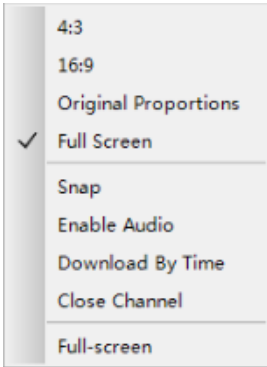 4:3
16:9
Original Proportions
Full Screen
Snap
Enable Audio
Download By Time
Close Channel
Full-screen